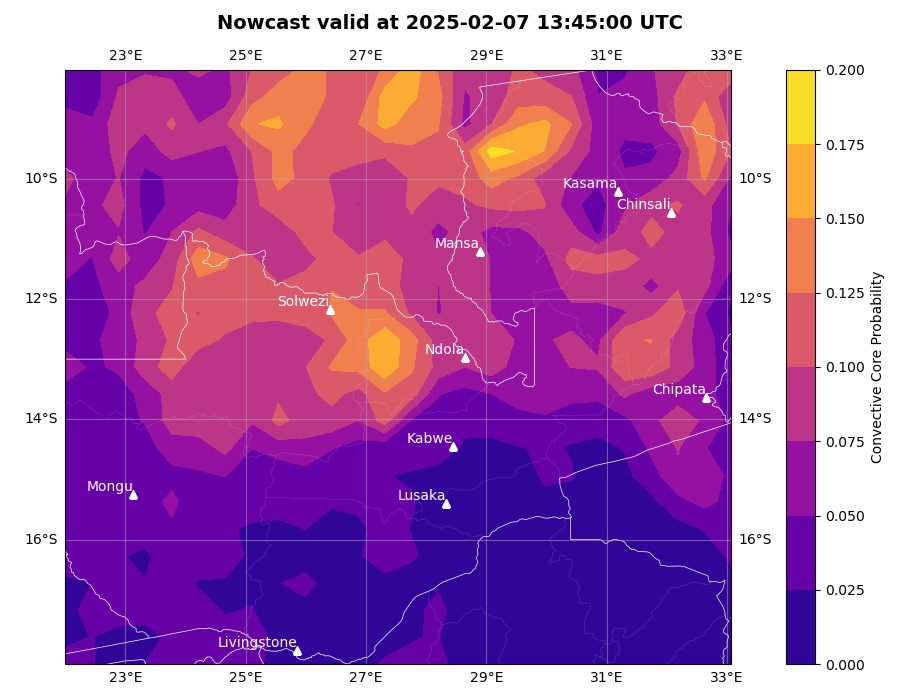 Nowcast valid at 2025-02-07 13:45:00 UTC
23°E 25°E 27°E 29°E 31°E 33°E
0.200
0.175
10°S Kasama 10°S
Chinsali
0.150
Mansa
12°S Solwezi 12°S
0.125
Ndola
0.100
Chipata
14°S 14°S
Kabwe
0.075
Mongu
Lusaka
0.050
16°S 16°S
0.025
Livingstone
0.000
23°E 25°E 27°E 29°E 31°E 33°E
Convective Core Probability